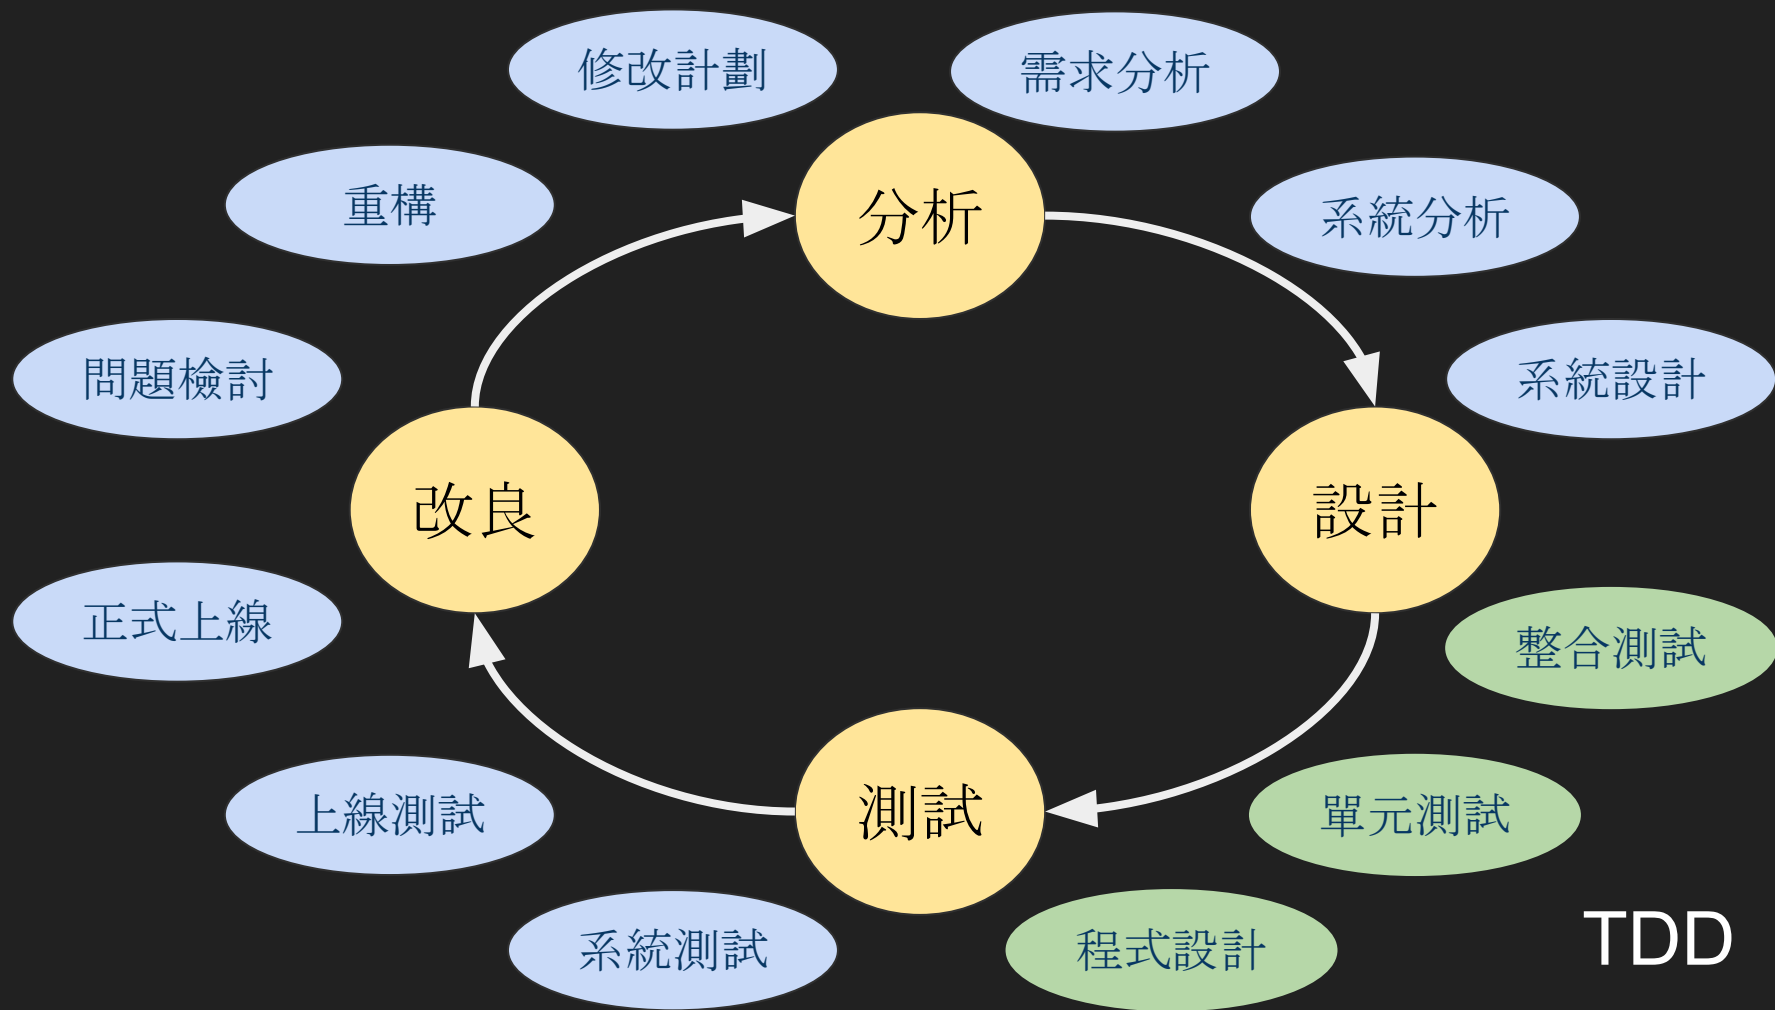 修改計劃
需求分析
重構
分析
系統分析
問題檢討
系統設計
改良
設計
正式上線
整合測試
上線測試
測試
單元測試
系統測試
程式設計
TDD